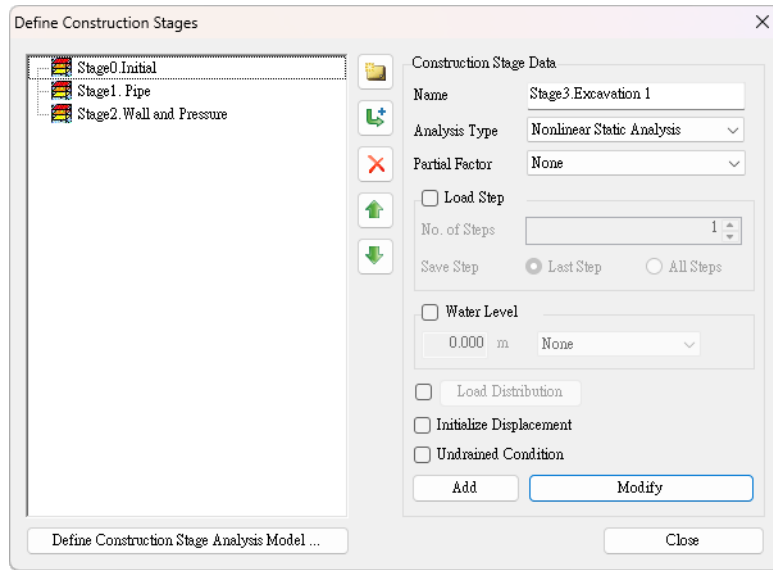 Define Construction Stages
Stage0.Initial
Stage1. Pipe
Stage2.Wall and Pressure
Define Construction Stage Analysis Model ...
Construction Stage Data
Name Stage3.Excavation 1
Analysis Type Nonlinear Static Analysis
Partial Factor None
Load Step
No. of Steps 1
Save Step Last Step All Steps
Water Level
0.000 m None
Load Distribution
Initialize Displacement
Undrained Condition
Add Modify
Close